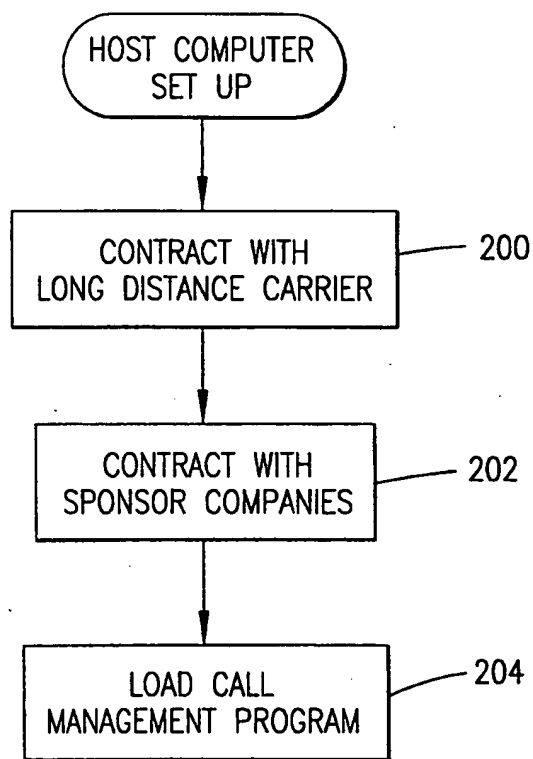 HOST COMPUTER
SET UP
CONTRACT WITH
LONG DISTANCE CARRIER
200
CONTRACT WITH
SPONSOR COMPANIES
202
LOAD CALL
MANAGEMENT PROGRAM
204